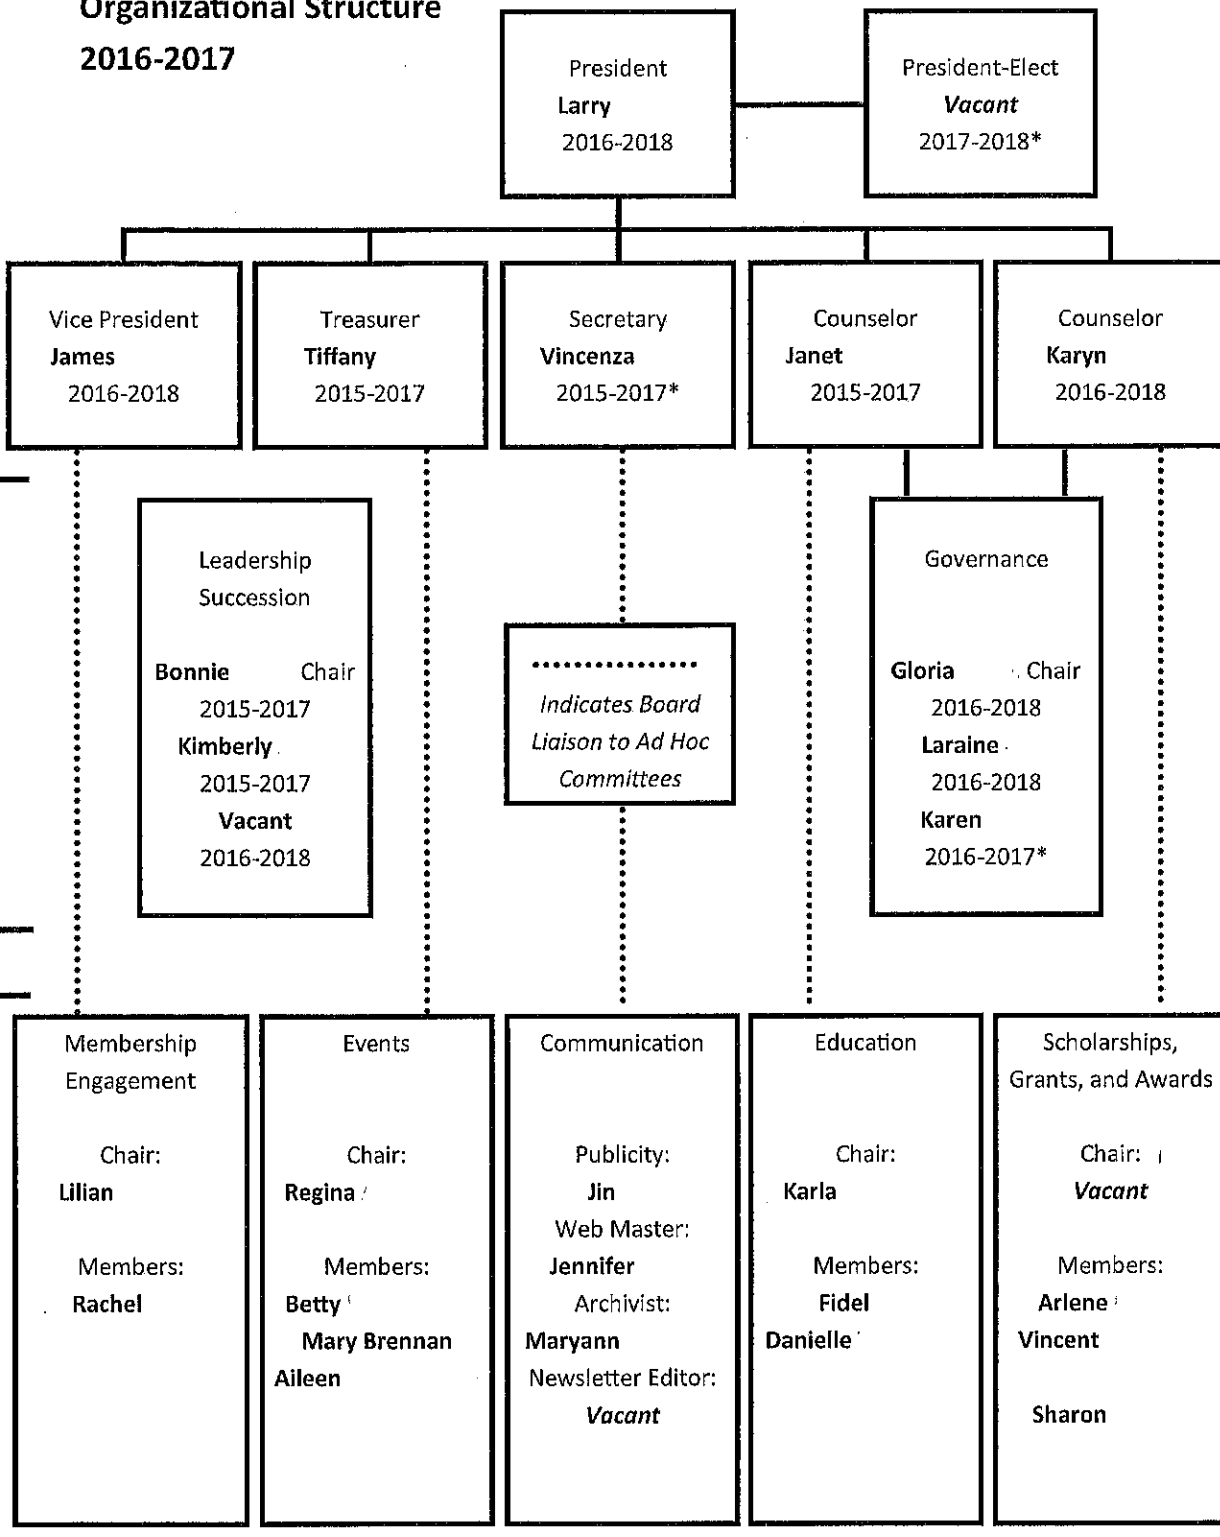 Organizational Structure
2016-2017
President
Larry
2016-2018
President-Elect
Vacant
2017-2018*
Vice President
James
2016-2018
Treasurer
Tiffany
2015-2017
Secretary
Vincenza
2015-2017*
Counselor
Janet
2015-2017
Counselor
Karyn
2016-2018
Leadership
Succession
Bonnie Chair
2015-2017
Kimberly
2015-2017
Vacant
2016-2018
Indicates Board
Liaison to Ad Hoc
Committees
Governance
Gloria Chair
2016-2018
Laraine
2016-2018
Karen
2016-2017*
Membership
Engagement
Chair:
Lilian
Members:
Rachel
Events
Chair:
Regina
Members:
Betty
Mary Brennan
Aileen
Communication
Publicity:
Jin
Web Master:
Jennifer
Archivist:
Maryann
Newsletter Editor:
Vacant
Education
Chair:
Karla
Members:
Fidel
Danielle
Scholarships,
Grants, and Awards
Chair:
Vacant
Members:
Arlene
Vincent
Sharon